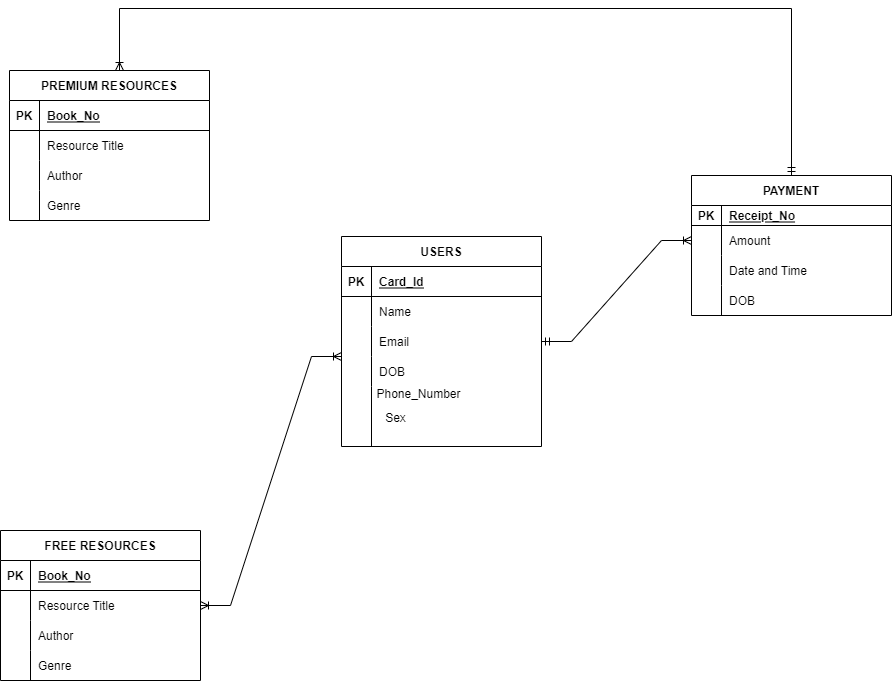 PREMIUM RESOURCES
PK Book_No
Resource Title
Author
Genre
PAYMENT
PK Receipt_No
Amount
Date and Time
DOB
USERS
PK Card_Id
Name
Email
DOB
Phone_Number
Sex
FREE RESOURCES
PK Book_No
Resource Title
Author
Genre